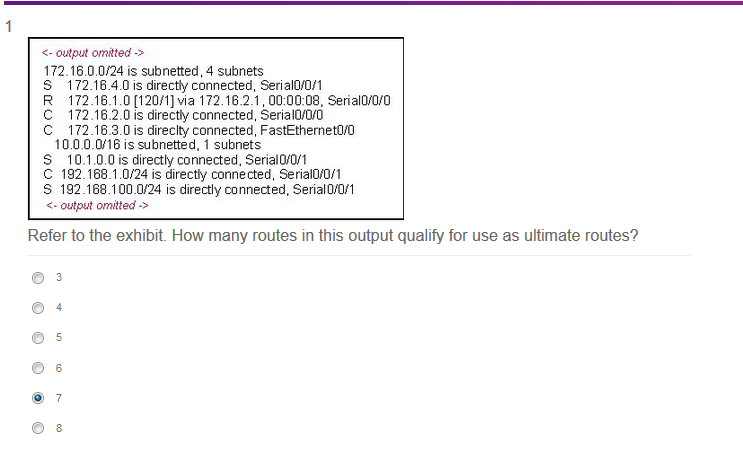 1
<- output omitted ->
172.16.0.0/24 is subnetted, 4 subnets
S 172.16.4.0 is directly connected, Serial0/0/1
R 172.16.1.0 [120/1] via 172.16.2.1, 00:00:08, Serial0/0/0
C 172.16.2.0 is directly connected, Serial0/0/0
C 172.16.3.0 is direclty connected, FastEthernet0/0
10.0.0.0/16 is subnetted, 1 subnets
S 10.1.0.0 is directly connected, Serial0/0/1
C 192.168.1.0/24 is directly connected, Serial0/0/1
S 192.168.100.0/24 is directly connected, Serial0/0/1
<- output omitted ->
Refer to the exhibit. How many routes in this output qualify for use as ultimate routes?
3
4
5
6
7
8